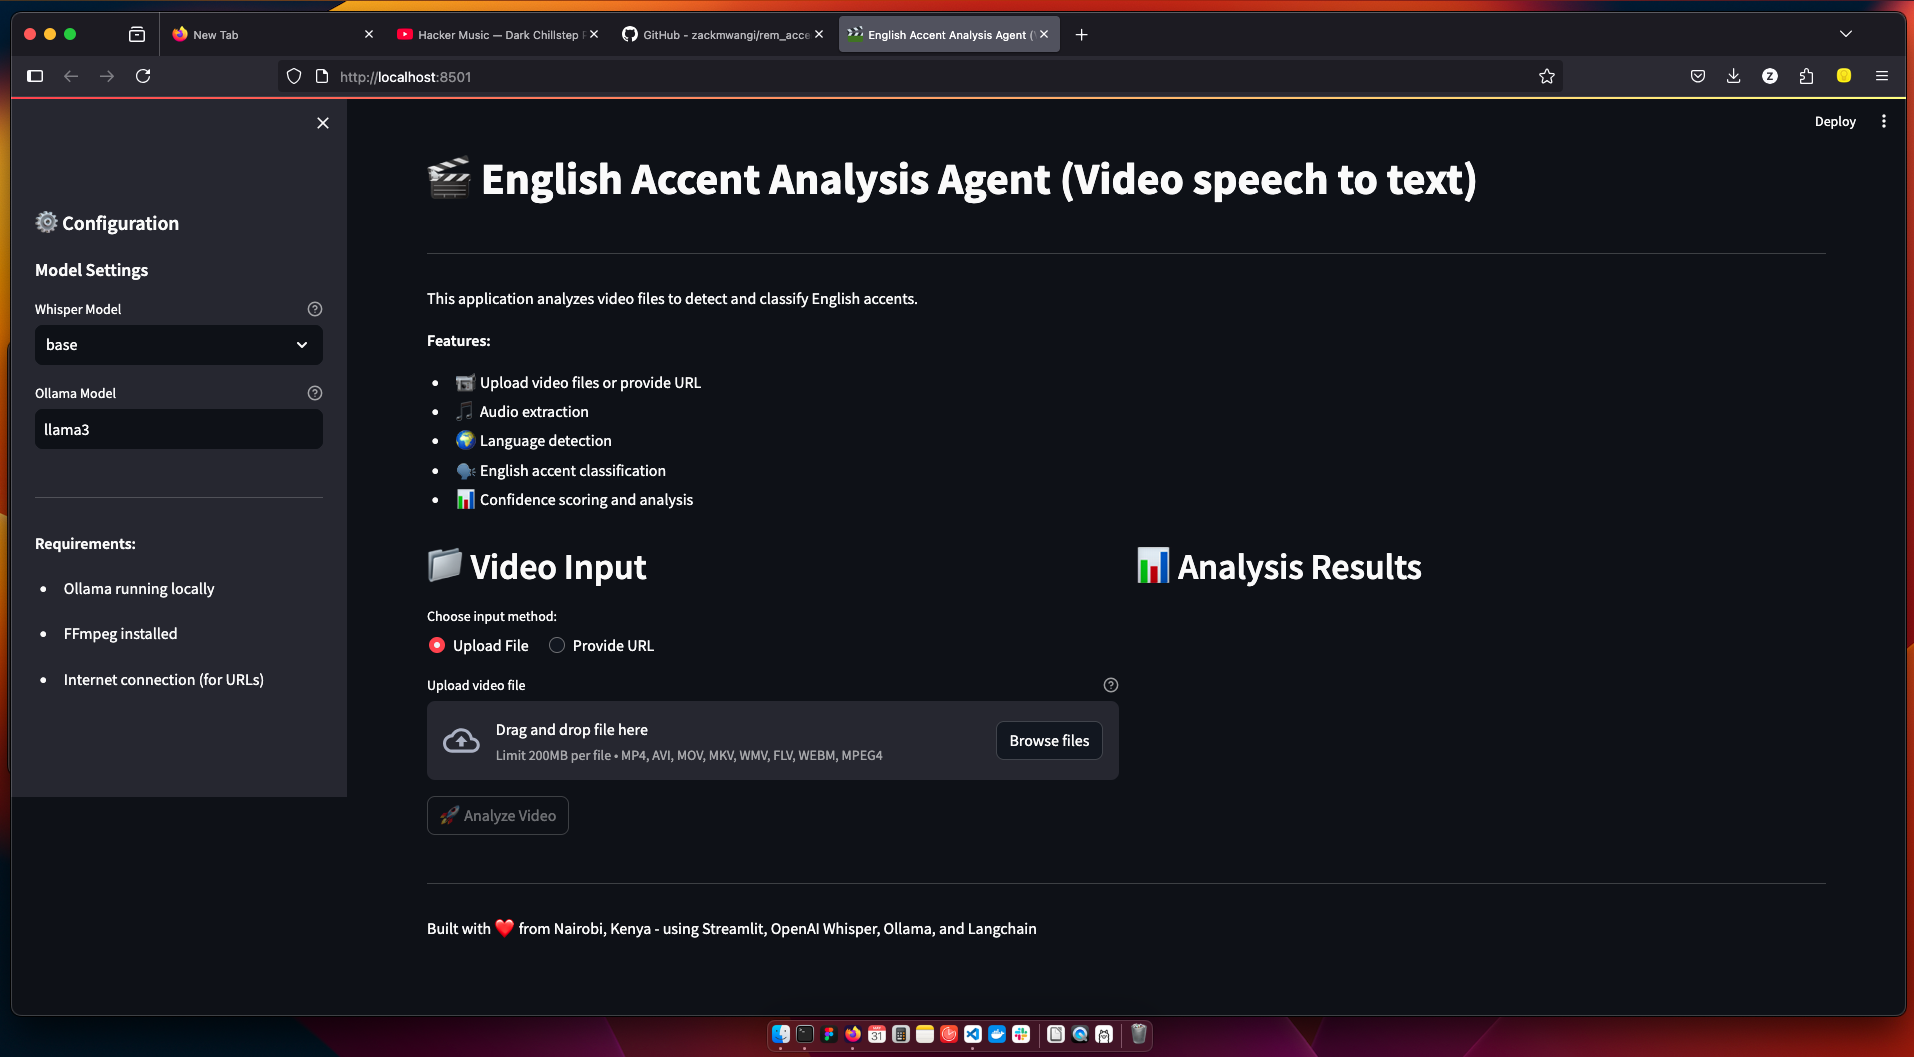 New Tab
Hacker Music — Dark Chillstep
GitHub - zackmwangi/rem_acce
English Accent Analysis Agent (
http://localhost:8501
Z
Deploy
🎬 English Accent Analysis Agent (Video speech to text)
⚙️ Configuration
Model Settings
Whisper Model
base
Ollama Model
llama3
Requirements:
• Ollama running locally
• FFmpeg installed
• Internet connection (for URLs)
This application analyzes video files to detect and classify English accents.
Features:
• 📹 Upload video files or provide URL
• 🎵 Audio extraction
• 🌍 Language detection
• 🗣️ English accent classification
• 📊 Confidence scoring and analysis
📁 Video Input
Choose input method:
Upload File
Provide URL
Upload video file
Drag and drop file here
Limit 200MB per file • MP4, AVI, MOV, MKV, WMV, FLV, WEBM, MPEG4
Browse files
🚀 Analyze Video
📊 Analysis Results
Built with ❤️ from Nairobi, Kenya - using Streamlit, OpenAI Whisper, Ollama, and Langchain
31